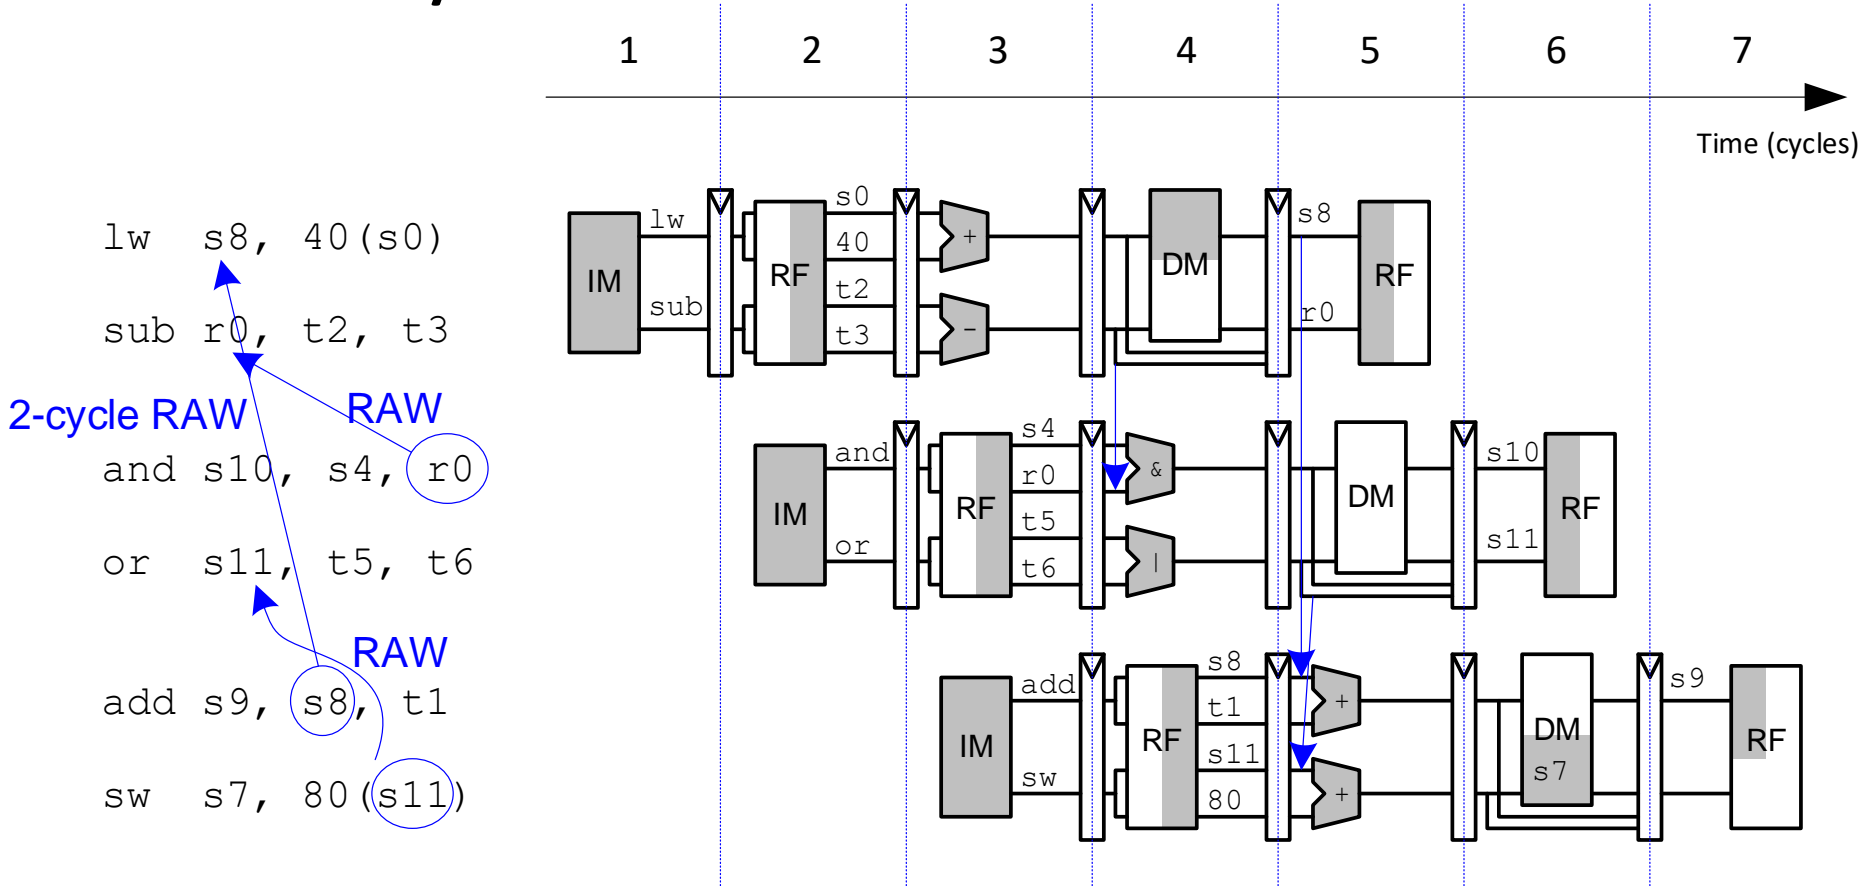 1 2 3 4 5 6 7
Time (cycles)
lw s8, 40(s0)
sub r0, t2, t3
2-cycle RAW
RAW
and s10, s4, r0
or s11, t5, t6
RAW
add s9, s8, t1
sw s7, 80(s11)
IM
lw
sub
RF
s0
40
t2
t3
+
-
DM
s8
r0
RF
IM
and
or
RF
s4
r0
t5
t6
&
|
DM
s10
s11
RF
IM
add
sw
RF
s8
t1
s11
80
+
+
DM
s7
s9
RF